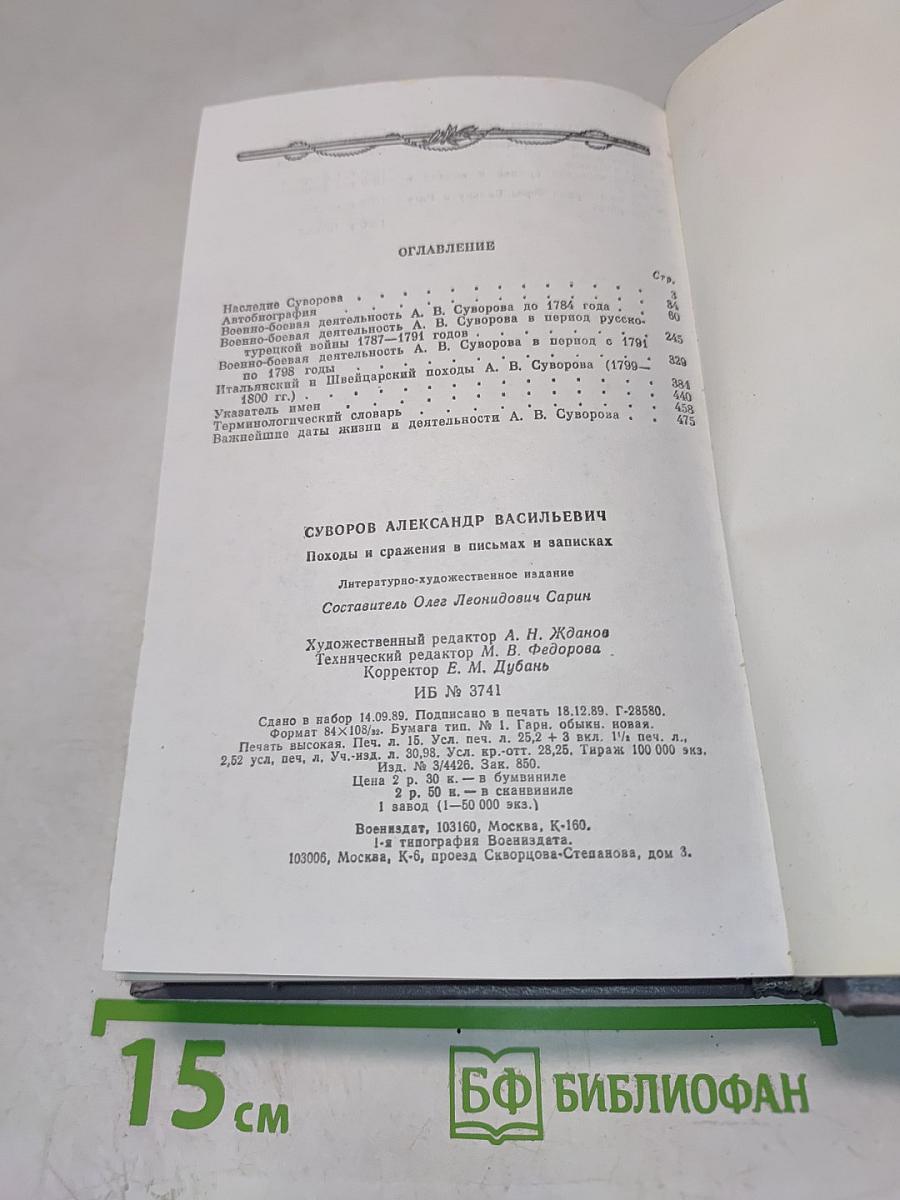 ОГЛАВЛЕНИЕ
Стр.
Наследие Суворова . . . . . . . . . . . . . 3
Автобиография . . . . . . . . . . . . . 34
Военно-боевая деятельность А. В. Суворова до 1784 года . . 60
Военно-боевая деятельность А. В. Суворова в период русско-
турецкой войны 1787—1791 годов . . . . . . . . 245
Военно-боевая деятельность А. В. Суворова в период с 1791
по 1798 годы . . . . . . . . . . . . . 329
Итальянский и Швейцарский походы А. В. Суворова (1799—
1800 гг.) . . . . . . . . . . . . . . 384
Указатель имен . . . . . . . . . . . . . 440
Терминологический словарь . . . . . . . . . . 458
Важнейшие даты жизни и деятельности А. В. Суворова . . 475
СУВОРОВ АЛЕКСАНДР ВАСИЛЬЕВИЧ
Походы и сражения в письмах и записках
Литературно-художественное издание
Составитель Олег Леонидович Сарин
Художественный редактор А. Н. Жданов
Технический редактор М. В. Федорова
Корректор Е. М. Дубань
ИБ № 3741
Сдано в набор 14.09.89. Подписано в печать 18.12.89. Г-28580.
Формат 84×108/32. Бумага тип. № 1. Гарн. обыкн. новая.
Печать высокая. Печ. л. 15. Усл. печ. л. 25,2 + 3 вкл. 1½ печ. л.,
2,52 усл, печ, л, Уч.-изд. л. 30,98. Усл. кр.-отт. 28,25. Тираж 100 000 экз.
Изд. № 3/4426. Зак. 850.
Цена 2 р. 30 к. — в бумвиниле
2 р. 50 к. — в сканвиниле
1 завод (1—50 000 экз.)
Воениздат, 103160, Москва, К-160.
1-я типография Воениздата.
103006, Москва, К-6, проезд Скворцова-Степанова, дом 3.
15 см
БФ БИБЛИОФАН